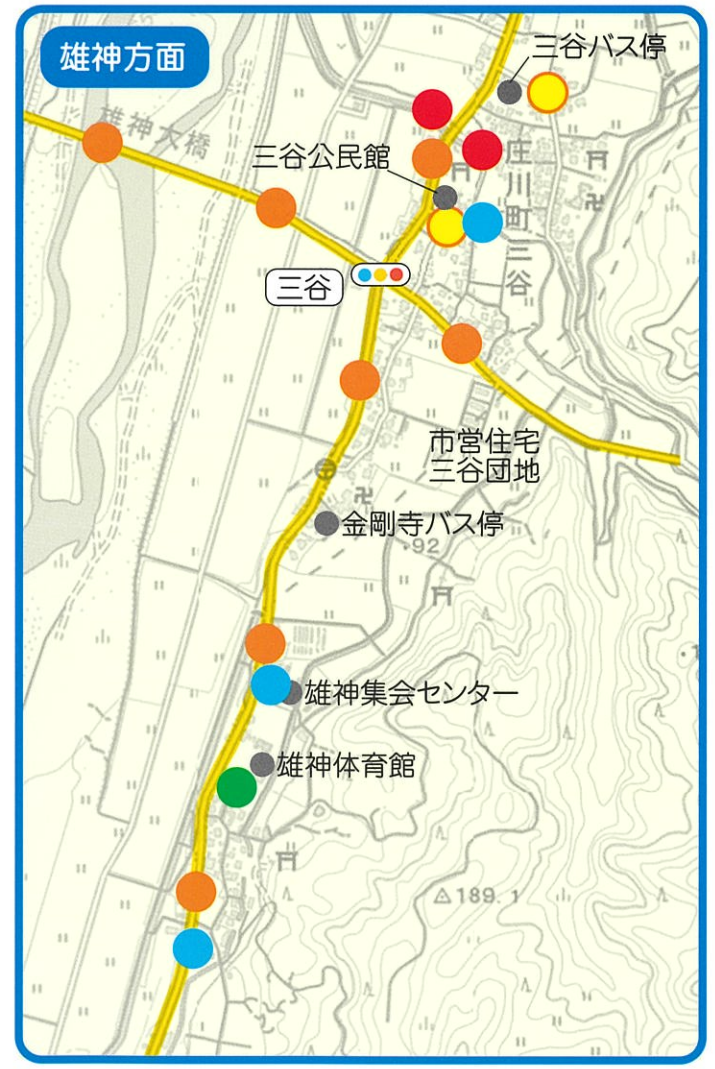 雄神方面
三谷バス停
雄神大橋
三谷公民館
庄川町三谷
三谷
市営住宅
三谷団地
金剛寺バス停
・92
雄神集会センター
雄神体育館
189.1